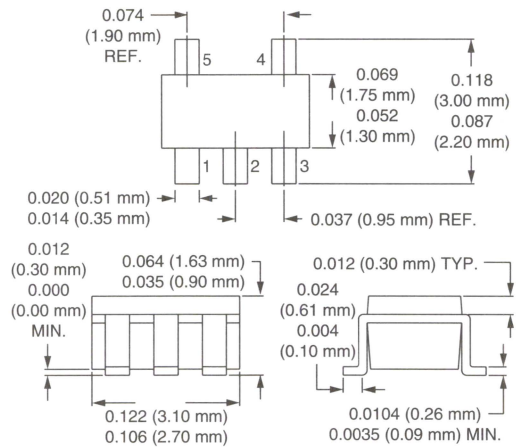 0.074
(1.90 mm)
REF.
5
4
0.069
(1.75 mm)
0.052
(1.30 mm)
0.118
(3.00 mm)
0.087
(2.20 mm)
1
2
3
0.020 (0.51 mm)
0.014 (0.35 mm)
0.037 (0.95 mm) REF.
0.012
(0.30 mm)
0.000
(0.00 mm)
MIN.
0.064 (1.63 mm)
0.035 (0.90 mm)
0.122 (3.10 mm)
0.106 (2.70 mm)
0.012 (0.30 mm) TYP.
0.024
(0.61 mm)
0.004
(0.10 mm)
0.0104 (0.26 mm)
0.0035 (0.09 mm) MIN.